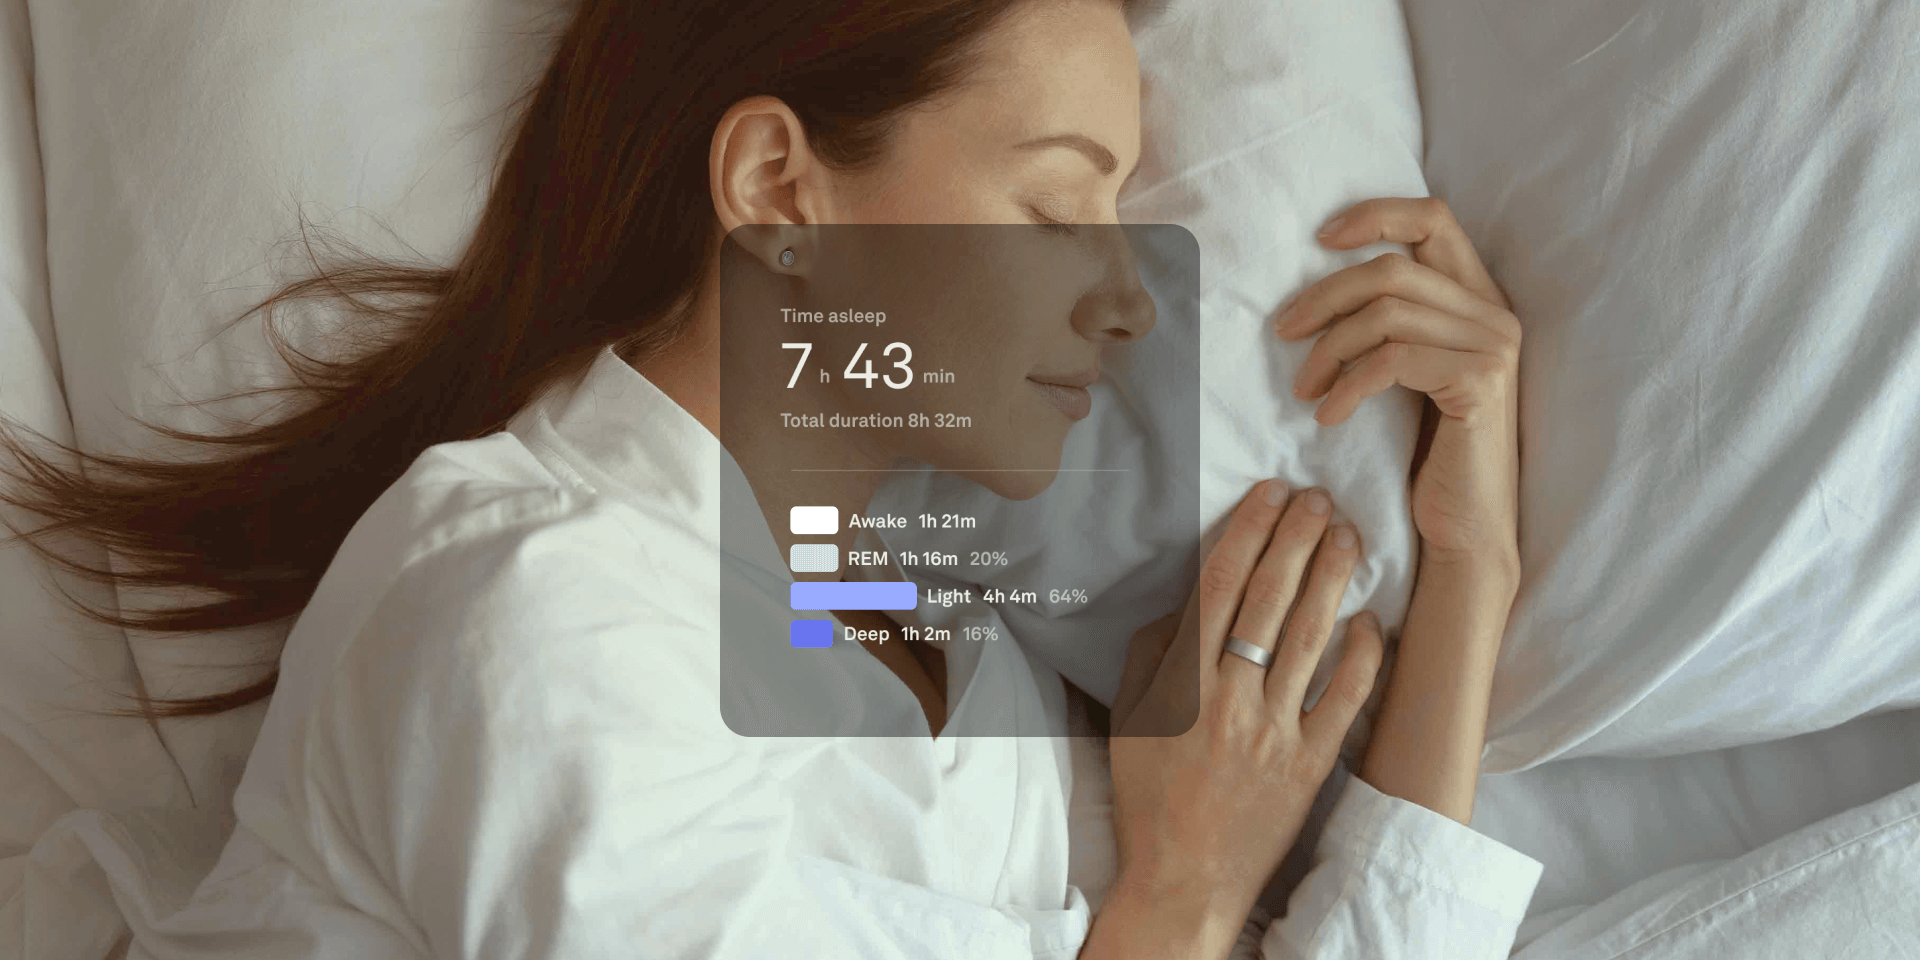 Time asleep
7 h 43 min
Total duration 8h 32m
Awake 1h 21m
REM 1h 16m 20%
Light 4h 4m 64%
Deep 1h 2m 16%